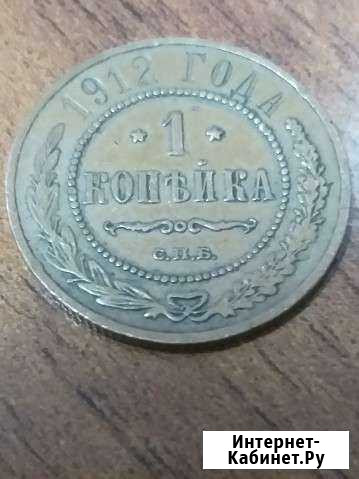 1912 ГОДА
* 1 *
КОПѢЙКА
С.П.Б.
Интернет-
Кабинет.Ру